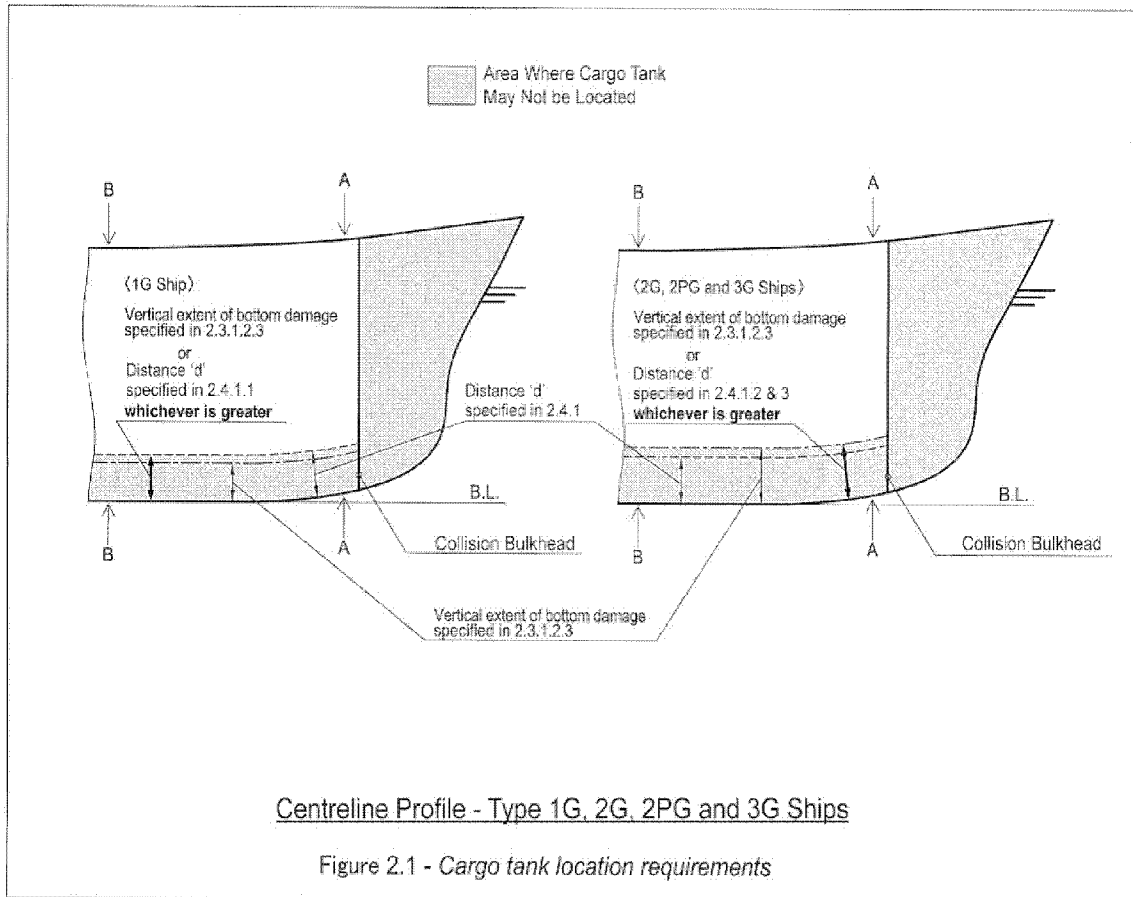 Area Where Cargo Tank
May Not be Located
B
A
B
A
(1G Ship)
Vertical extent of bottom damage
specified in 2.3.1.2.3
or
Distance 'd'
specified in 2.4.1.1
whichever is greater
Distance 'd'
specified in 2.4.1
(2G, 2PG and 3G Ships)
Vertical extent of bottom damage
specified in 2.3.1.2.3
or
Distance 'd'
specified in 2.4.1.2 & 3
whichever is greater
B.L.
B.L.
B
A
Collision Bulkhead
B
A
Collision Bulkhead
Vertical extent of bottom damage
specified in 2.3.1.2.3
Centreline Profile - Type 1G, 2G, 2PG and 3G Ships
Figure 2.1 - Cargo tank location requirements